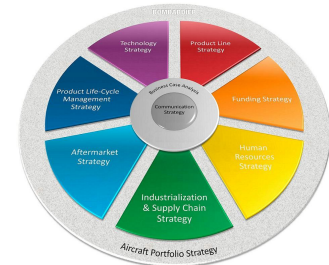 BOMBARDIER
Technology
Strategy
Product Line
Strategy
Product Life-Cycle
Management
Strategy
Business Case Analysis
Communication
Strategy
Funding Strategy
Aftermarket
Strategy
Human
Resources
Strategy
Industrialization
& Supply Chain
Strategy
Aircraft Portfolio Strategy